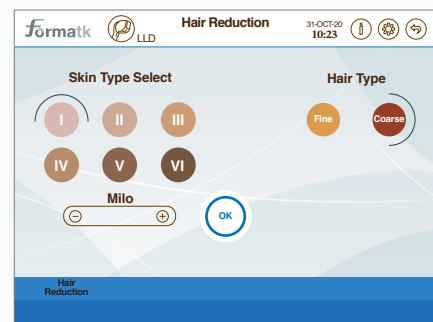 formatk LLD Hair Reduction 31-OCT-20
10:23
Skin Type Select Hair Type
I II III Fine Coarse
IV V VI
Milo
OK
Hair
Reduction